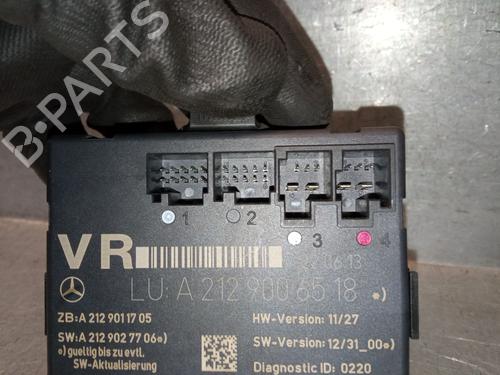 B-PARTS
1
2
3
4
VR
LU: A 212 900 65 18 *)
ZB:A 212 901 17 05
HW-Version: 11/27
SW:A 212 902 77 06*)
SW-Version: 12/31_00*)
*) gueltig bis zu evtl.
SW-Aktualisierung
Diagnostic ID: 0220